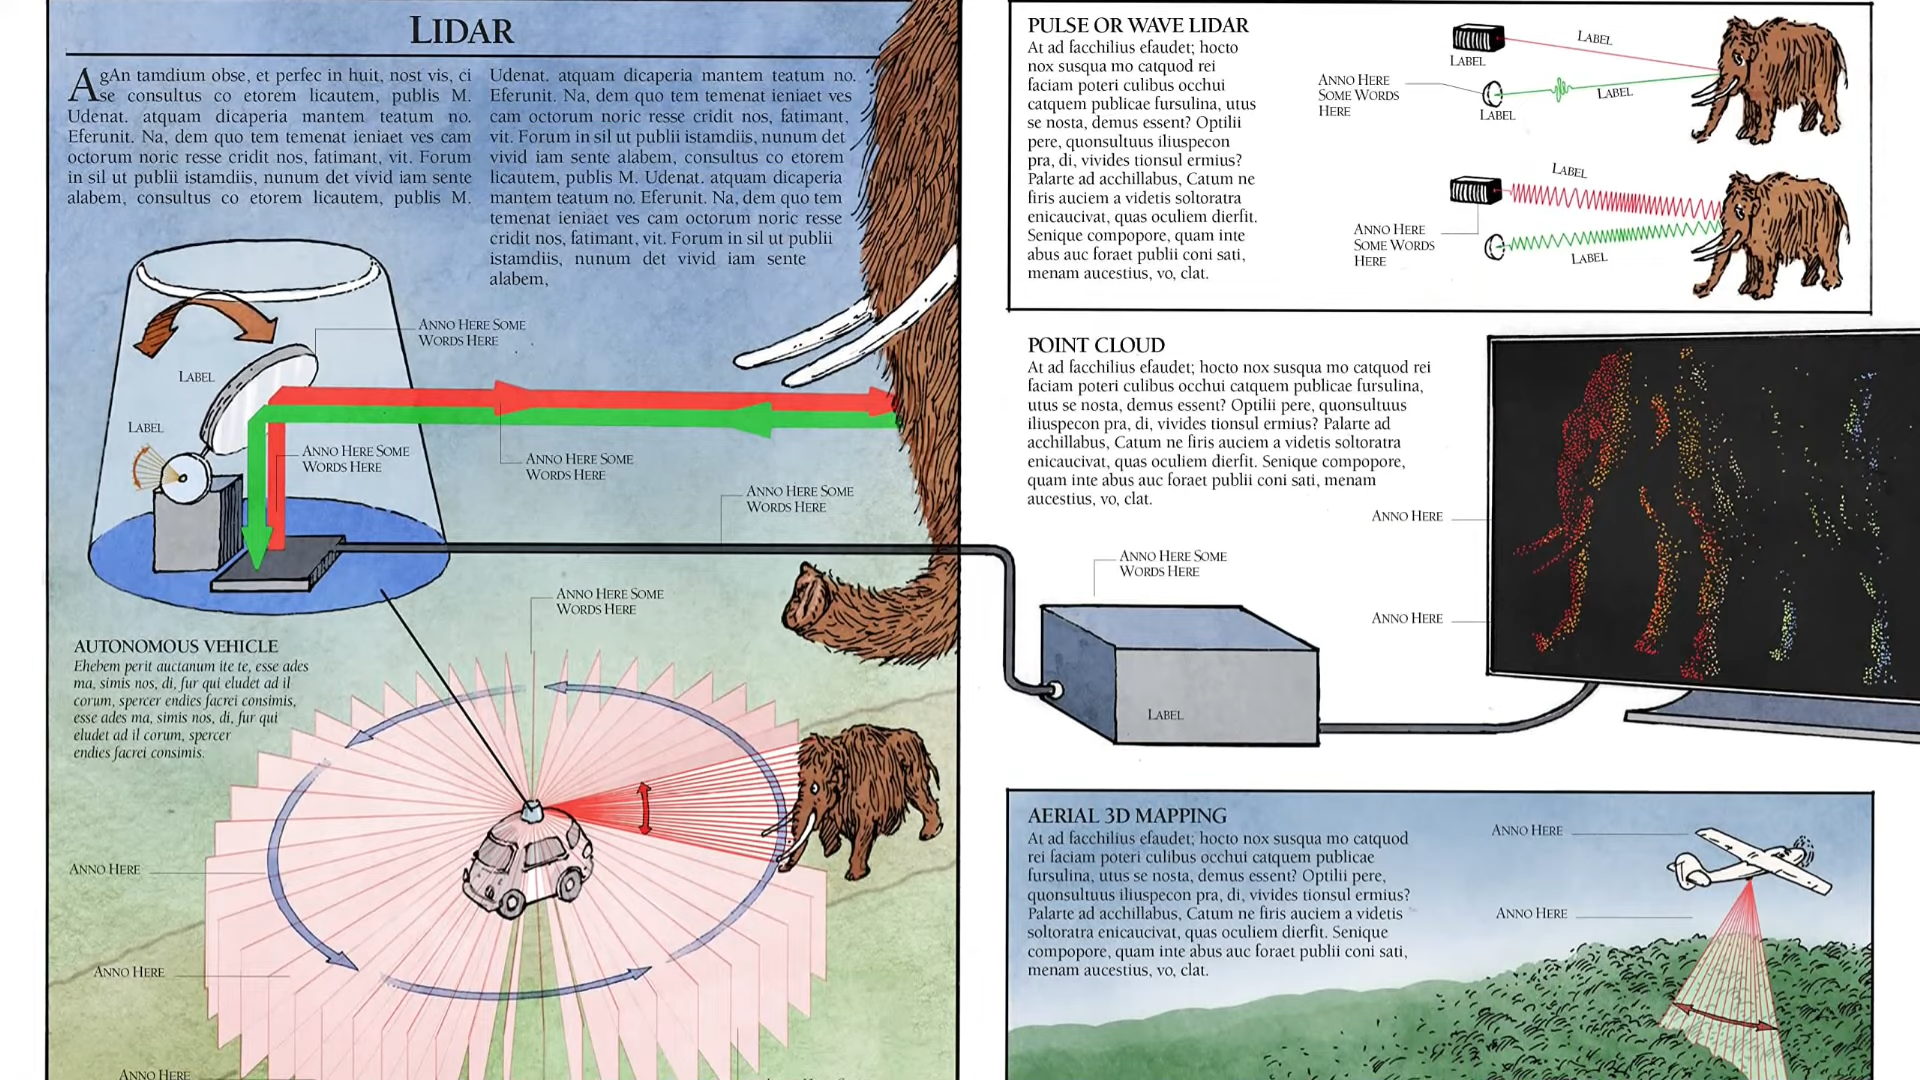 LIDAR
AgAn tamdium obse, et perfec in huit, nost vis, ci
se consultus co etorem licautem, publis M.
Udenat. atquam dicaperia mantem teatum no.
Eferunit. Na, dem quo tem temenat ieniaet ves cam
octorum noric resse cridit nos, fatimant, vit. Forum
in sil ut publii istamdiis, nunum det vivid iam sente
alabem, consultus co etorem licautem, publis M.
Udenat. atquam dicaperia mantem teatum no.
Eferunit. Na, dem quo tem temenat ieniaet ves
cam octorum noric resse cridit nos, fatimant,
vit. Forum in sil ut publii istamdiis, nunum det
vivid iam sente alabem, consultus co etorem
licautem, publis M. Udenat. atquam dicaperia
mantem teatum no. Eferunit. Na, dem quo tem
temenat ieniaet ves cam octorum noric resse
cridit nos, fatimant, vit. Forum in sil ut publii
istamdiis, nunum det vivid iam sente
alabem,
ANNO HERE SOME
WORDS HERE
LABEL
LABEL
ANNO HERE SOME
WORDS HERE
ANNO HERE SOME
WORDS HERE
ANNO HERE SOME
WORDS HERE
ANNO HERE SOME
WORDS HERE
AUTONOMOUS VEHICLE
Ehebem perit auctanum ite te, esse ades
ma, simis nos, di, fur qui eludet ad il
corum, spercer endies facrei consimis,
esse ades ma, simis nos, di, fur qui
eludet ad il corum, spercer
endies facrei consimis.
ANNO HERE
ANNO HERE
ANNO HERE
PULSE OR WAVE LIDAR
At ad facchilius efaudet; hocto
nox susqua mo catquod rei
faciam poteri culibus occhui
catquem publicae fursulina, utus
se nosta, demus essent? Optilii
pere, quonsultuus iliuspecon
pra, di, vivides tionsul ermius?
Palarte ad acchillabus, Catum ne
firis auciem a videtis soltoratra
enicaucivat, quas oculiem dierfit.
Senique compopore, quam inte
abus auc foraet publii coni sati,
menam aucestius, vo, clat.
LABEL
LABEL
ANNO HERE
SOME WORDS
HERE
LABEL
LABEL
LABEL
ANNO HERE
SOME WORDS
HERE
LABEL
POINT CLOUD
At ad facchilius efaudet; hocto nox susqua mo catquod rei
faciam poteri culibus occhui catquem publicae fursulina,
utus se nosta, demus essent? Optilii pere, quonsultuus
iliuspecon pra, di, vivides tionsul ermius? Palarte ad
acchillabus, Catum ne firis auciem a videtis soltoratra
enicaucivat, quas oculiem dierfit. Senique compopore,
quam inte abus auc foraet publii coni sati, menam
aucestius, vo, clat.
ANNO HERE
ANNO HERE SOME
WORDS HERE
ANNO HERE
LABEL
AERIAL 3D MAPPING
At ad facchilius efaudet; hocto nox susqua mo catquod
rei faciam poteri culibus occhui catquem publicae
fursulina, utus se nosta, demus essent? Optilii pere,
quonsultuus iliuspecon pra, di, vivides tionsul ermius?
Palarte ad acchillabus, Catum ne firis auciem a videtis
soltoratra enicaucivat, quas oculiem dierfit. Senique
compopore, quam inte abus auc foraet publii coni sati,
menam aucestius, vo, clat.
ANNO HERE
ANNO HERE